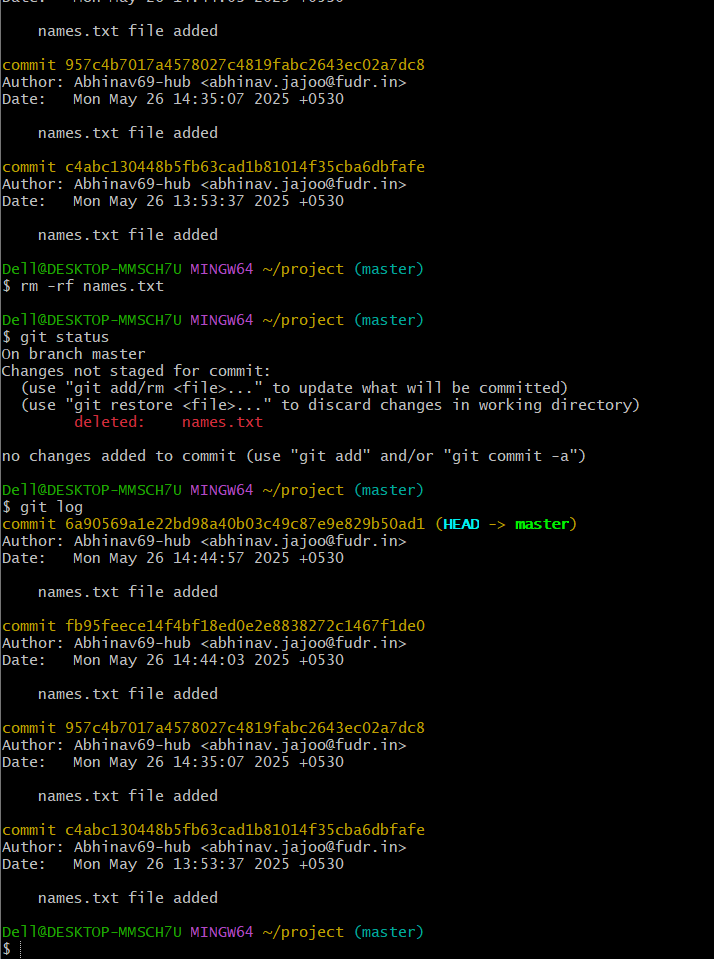 Date:   Mon May 26 14:44:03 2025 +0530
names.txt file added
commit 957c4b7017a4578027c4819fabc2643ec02a7dc8
Author: Abhinav69-hub <abhinav.jajoo@fudr.in>
Date:   Mon May 26 14:35:07 2025 +0530
names.txt file added
commit c4abc130448b5fb63cad1b81014f35cba6dbfafe
Author: Abhinav69-hub <abhinav.jajoo@fudr.in>
Date:   Mon May 26 13:53:37 2025 +0530
names.txt file added
Dell@DESKTOP-MMSCH7U MINGW64 ~/project (master)
$ rm -rf names.txt
Dell@DESKTOP-MMSCH7U MINGW64 ~/project (master)
$ git status
On branch master
Changes not staged for commit:
  (use "git add/rm <file>..." to update what will be committed)
  (use "git restore <file>..." to discard changes in working directory)
        deleted:    names.txt
no changes added to commit (use "git add" and/or "git commit -a")
Dell@DESKTOP-MMSCH7U MINGW64 ~/project (master)
$ git log
commit 6a90569a1e22bd98a40b03c49c87e9e829b50ad1 (HEAD -> master)
Author: Abhinav69-hub <abhinav.jajoo@fudr.in>
Date:   Mon May 26 14:44:57 2025 +0530
names.txt file added
commit fb95feece14f4bf18ed0e2e8838272c1467f1de0
Author: Abhinav69-hub <abhinav.jajoo@fudr.in>
Date:   Mon May 26 14:44:03 2025 +0530
names.txt file added
commit 957c4b7017a4578027c4819fabc2643ec02a7dc8
Author: Abhinav69-hub <abhinav.jajoo@fudr.in>
Date:   Mon May 26 14:35:07 2025 +0530
names.txt file added
commit c4abc130448b5fb63cad1b81014f35cba6dbfafe
Author: Abhinav69-hub <abhinav.jajoo@fudr.in>
Date:   Mon May 26 13:53:37 2025 +0530
names.txt file added
Dell@DESKTOP-MMSCH7U MINGW64 ~/project (master)
$